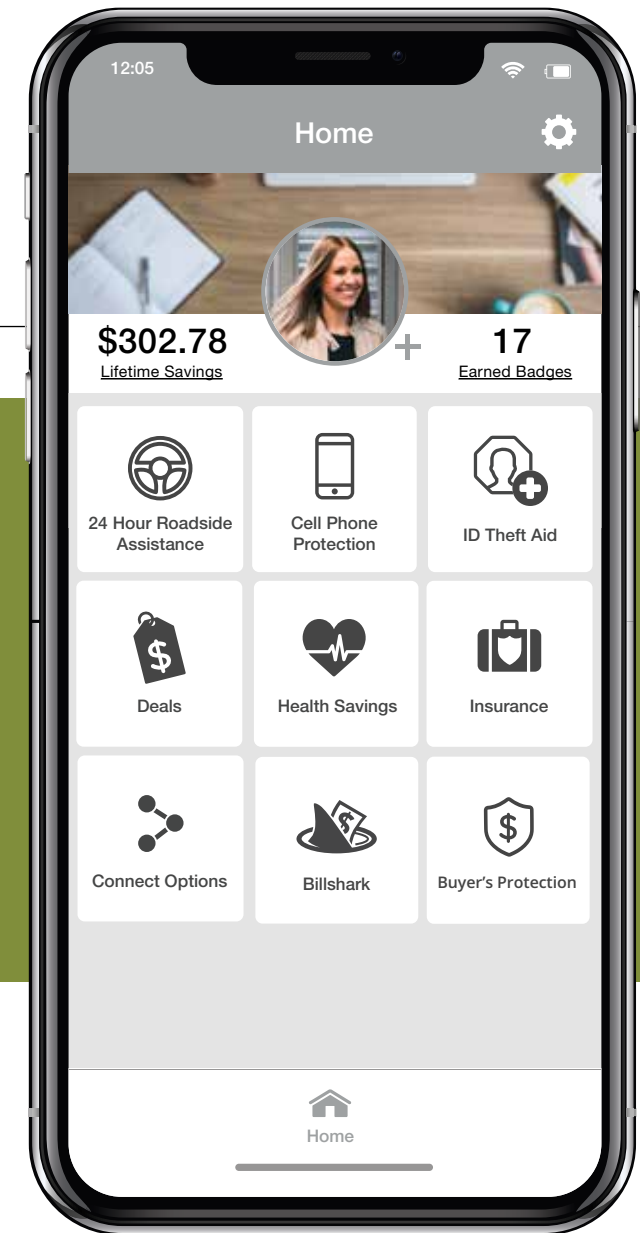 12:05
Home
$302.78
Lifetime Savings
17
Earned Badges
24 Hour Roadside
Assistance
Cell Phone
Protection
ID Theft Aid
$
Deals
Health Savings
Insurance
Connect Options
$
Billshark
$
Buyer's Protection
Home